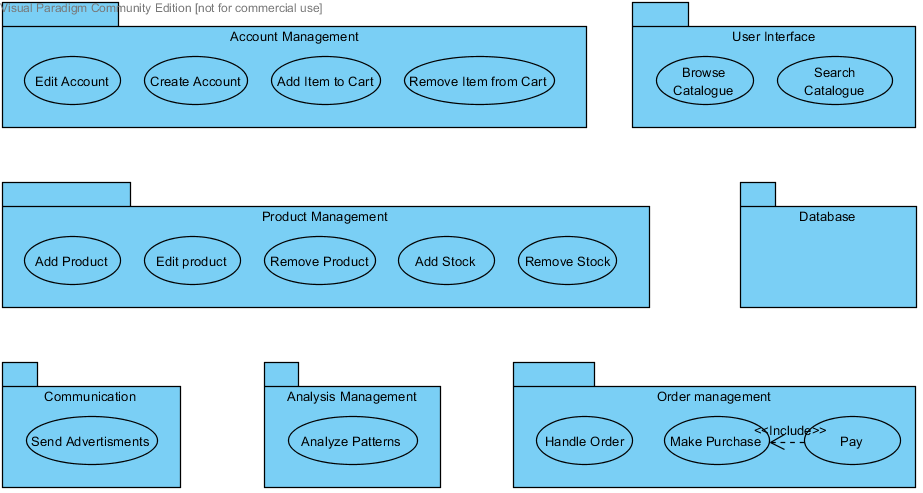 Visual Paradigm Community Edition [not for commercial use]
Account Management
Edit Account
Create Account
Add Item to Cart
Remove Item from Cart
User Interface
Browse
Catalogue
Search
Catalogue
Product Management
Add Product
Edit product
Remove Product
Add Stock
Remove Stock
Database
Communication
Send Advertisments
Analysis Management
Analyze Patterns
Order management
Handle Order
Make Purchase
<<Include>>
Pay